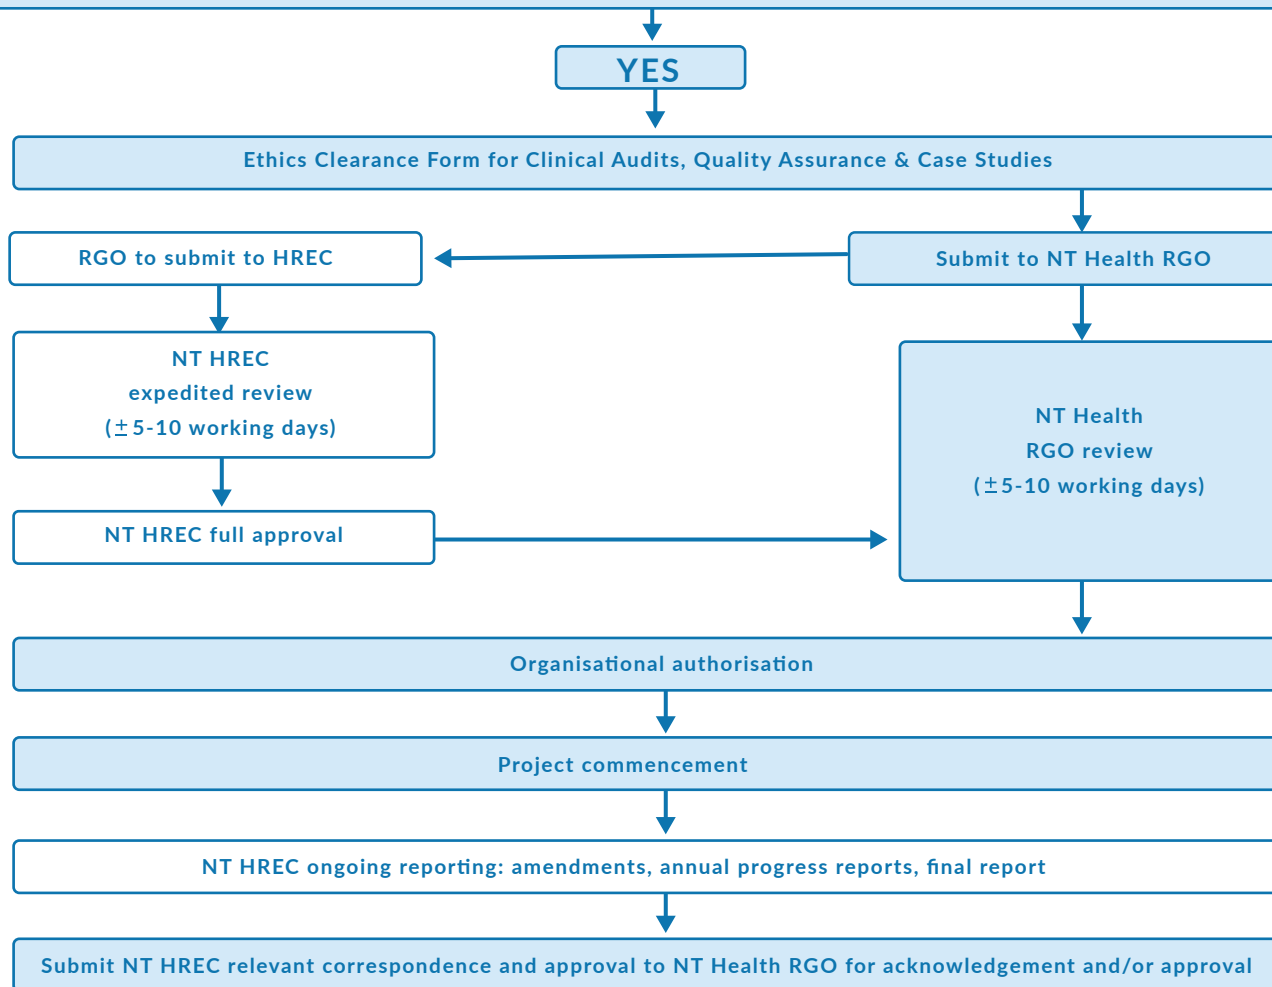 YES
Ethics Clearance Form for Clinical Audits, Quality Assurance & Case Studies
RGO to submit to HREC
Submit to NT Health RGO
NT HREC
expedited review
(±5-10 working days)
NT Health
RGO review
(±5-10 working days)
NT HREC full approval
Organisational authorisation
Project commencement
NT HREC ongoing reporting: amendments, annual progress reports, final report
Submit NT HREC relevant correspondence and approval to NT Health RGO for acknowledgement and/or approval